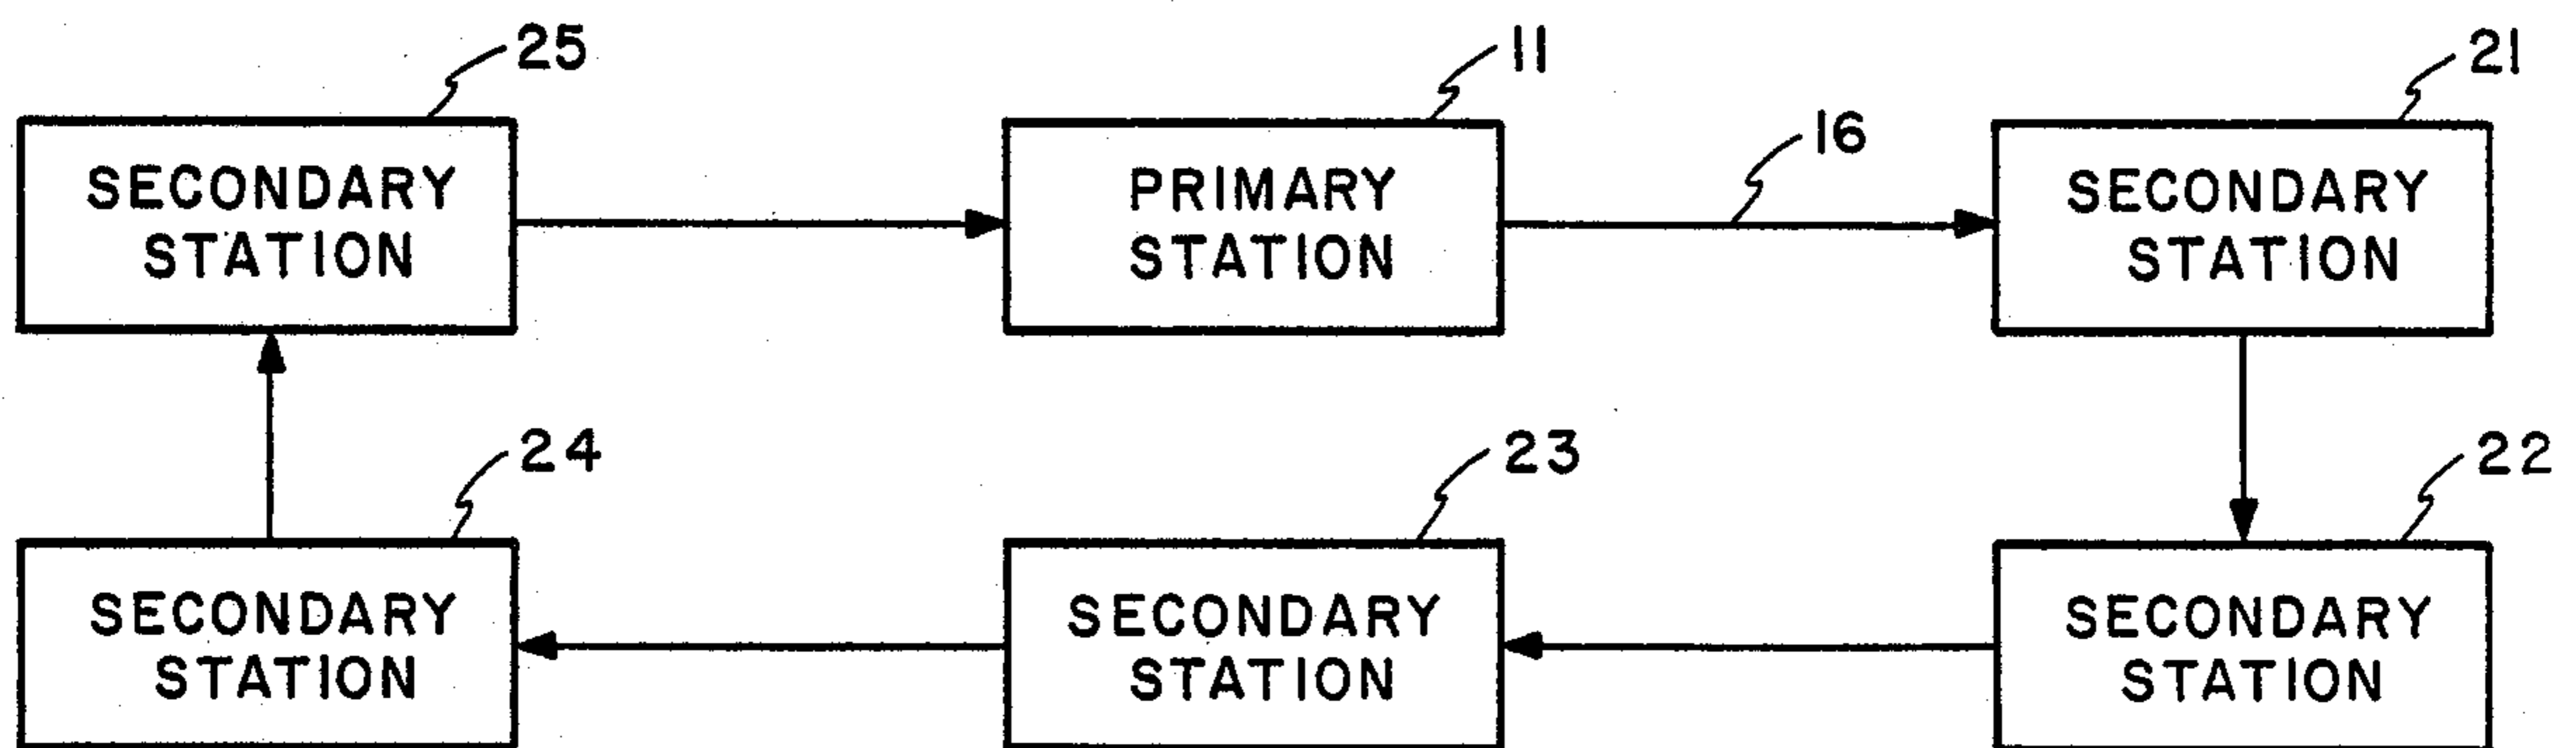 25
11
21
16
SECONDARY
STATION
PRIMARY
STATION
SECONDARY
STATION
24
23
22
SECONDARY
STATION
SECONDARY
STATION
SECONDARY
STATION